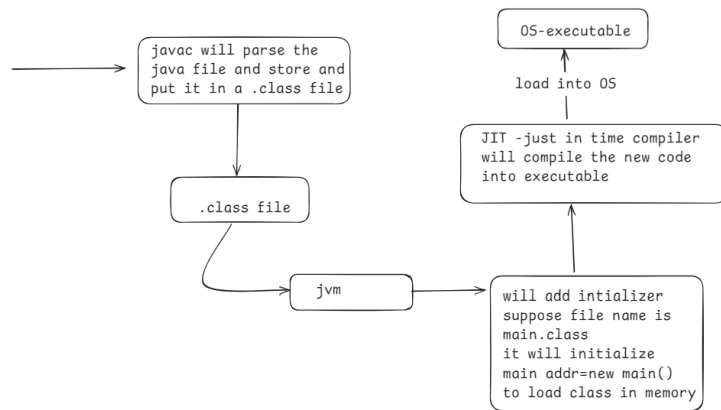 javac will parse the
java file and store and
put it in a .class file
.class file
jvm
will add intializer
suppose file name is
main.class
it will initialize
main addr=new main()
to load class in memory
JIT -just in time compiler
will compile the new code
into executable
load into OS
OS-executable